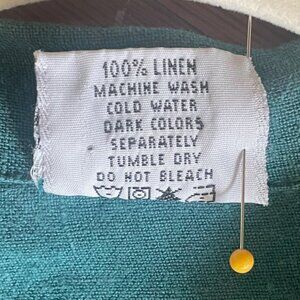 100% LINEN
MACHINE WASH
COLD WATER
DARK COLORS
SEPARATELY
TUMBLE DRY
DO NOT BLEACH